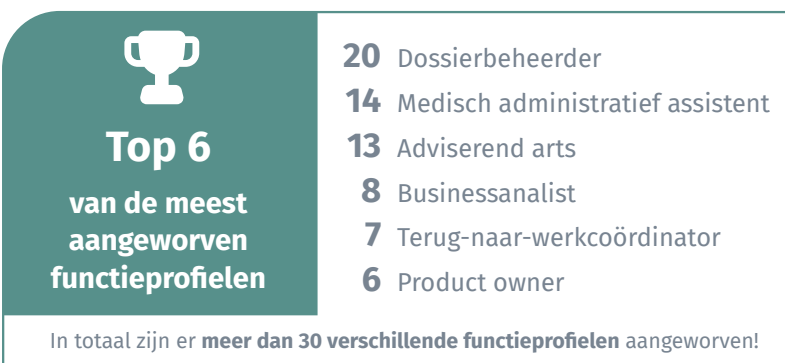 Top 6
van de meest
aangeworven
functieprofielen
20 Dossierbeheerder
14 Medisch administratief assistent
13 Adviserend arts
8 Businessanalist
7 Terug-naar-werkcoördinator
6 Product owner
In totaal zijn er meer dan 30 verschillende functieprofielen aangeworven!